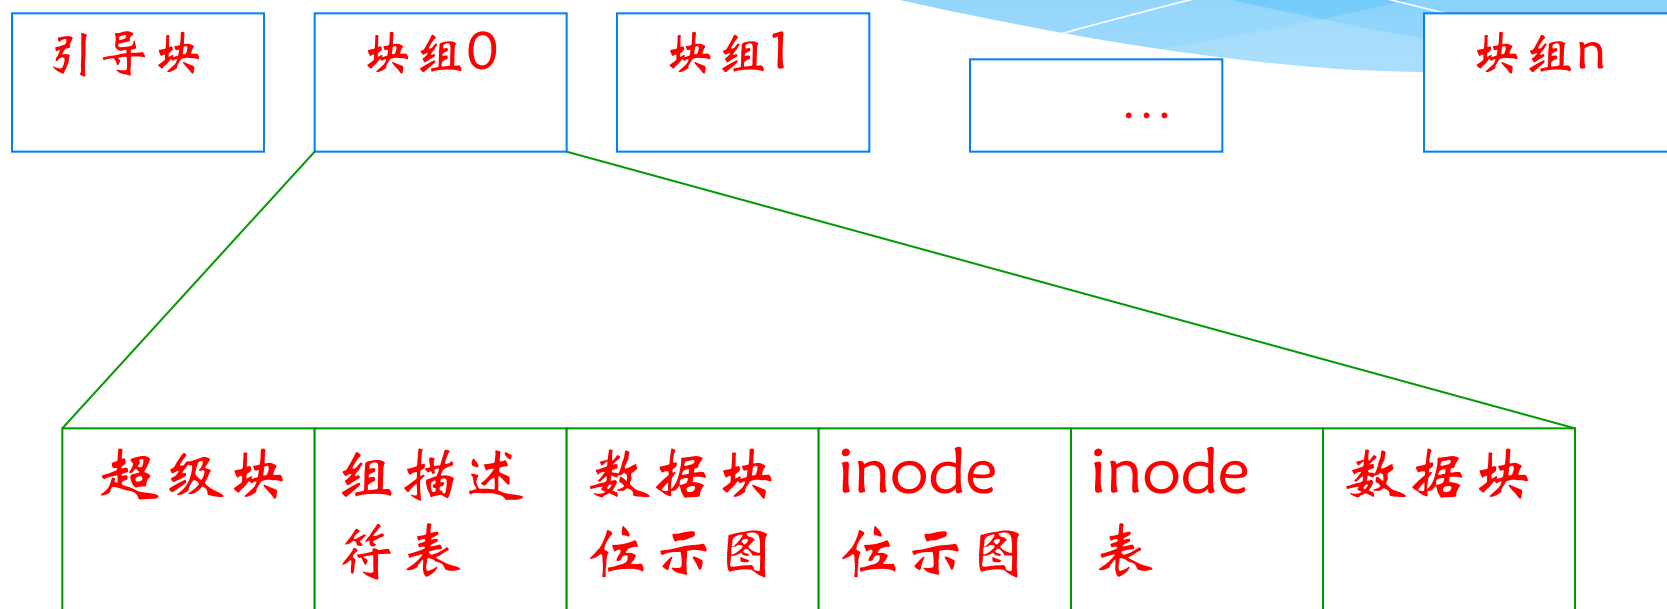 引导块
块组0
块组1
...
块组n
超级块
组描述
符表
数据块
位示图
inode
位示图
inode
表
数据块